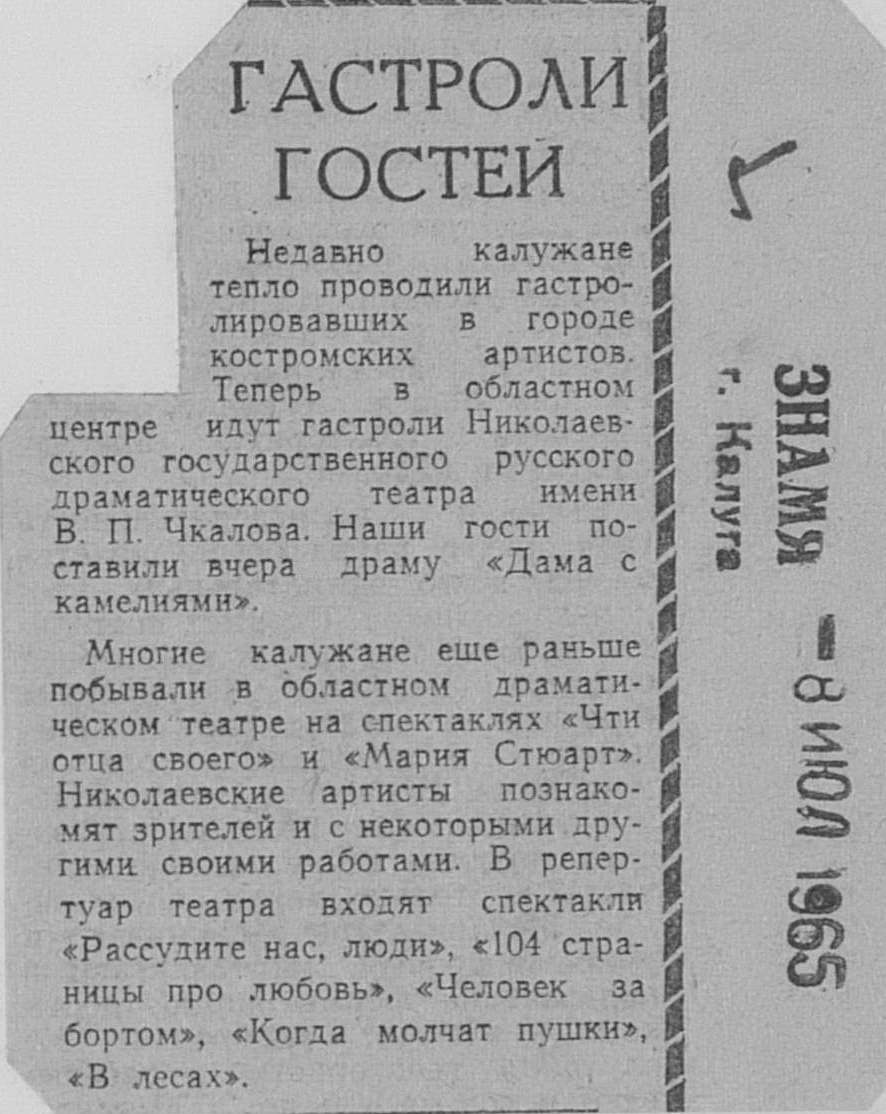 ГАСТРОЛИ
ГОСТЕЙ
Недавно калужане
тепло проводили гастро-
лировавших в городе
костромских артистов.
Теперь в областном
центре идут гастроли Николаев-
ского государственного русского
драматического театра имени
В. П. Чкалова. Наши гости по-
ставили вчера драму «Дама с
камелиями».
Многие калужане еще раньше
побывали в областном драмати-
ческом театре на спектаклях «Чти
отца своего» и «Мария Стюарт».
Николаевские артисты познако-
мят зрителей и с некоторыми дру-
гими своими работами. В репер-
туар театра входят спектакли
«Рассудите нас, люди», «104 стра-
ницы про любовь», «Человек за
бортом», «Когда молчат пушки»,
«В лесах».
ЗНАМЯ
г. Калуга
– 8 ИЮЛ 1965